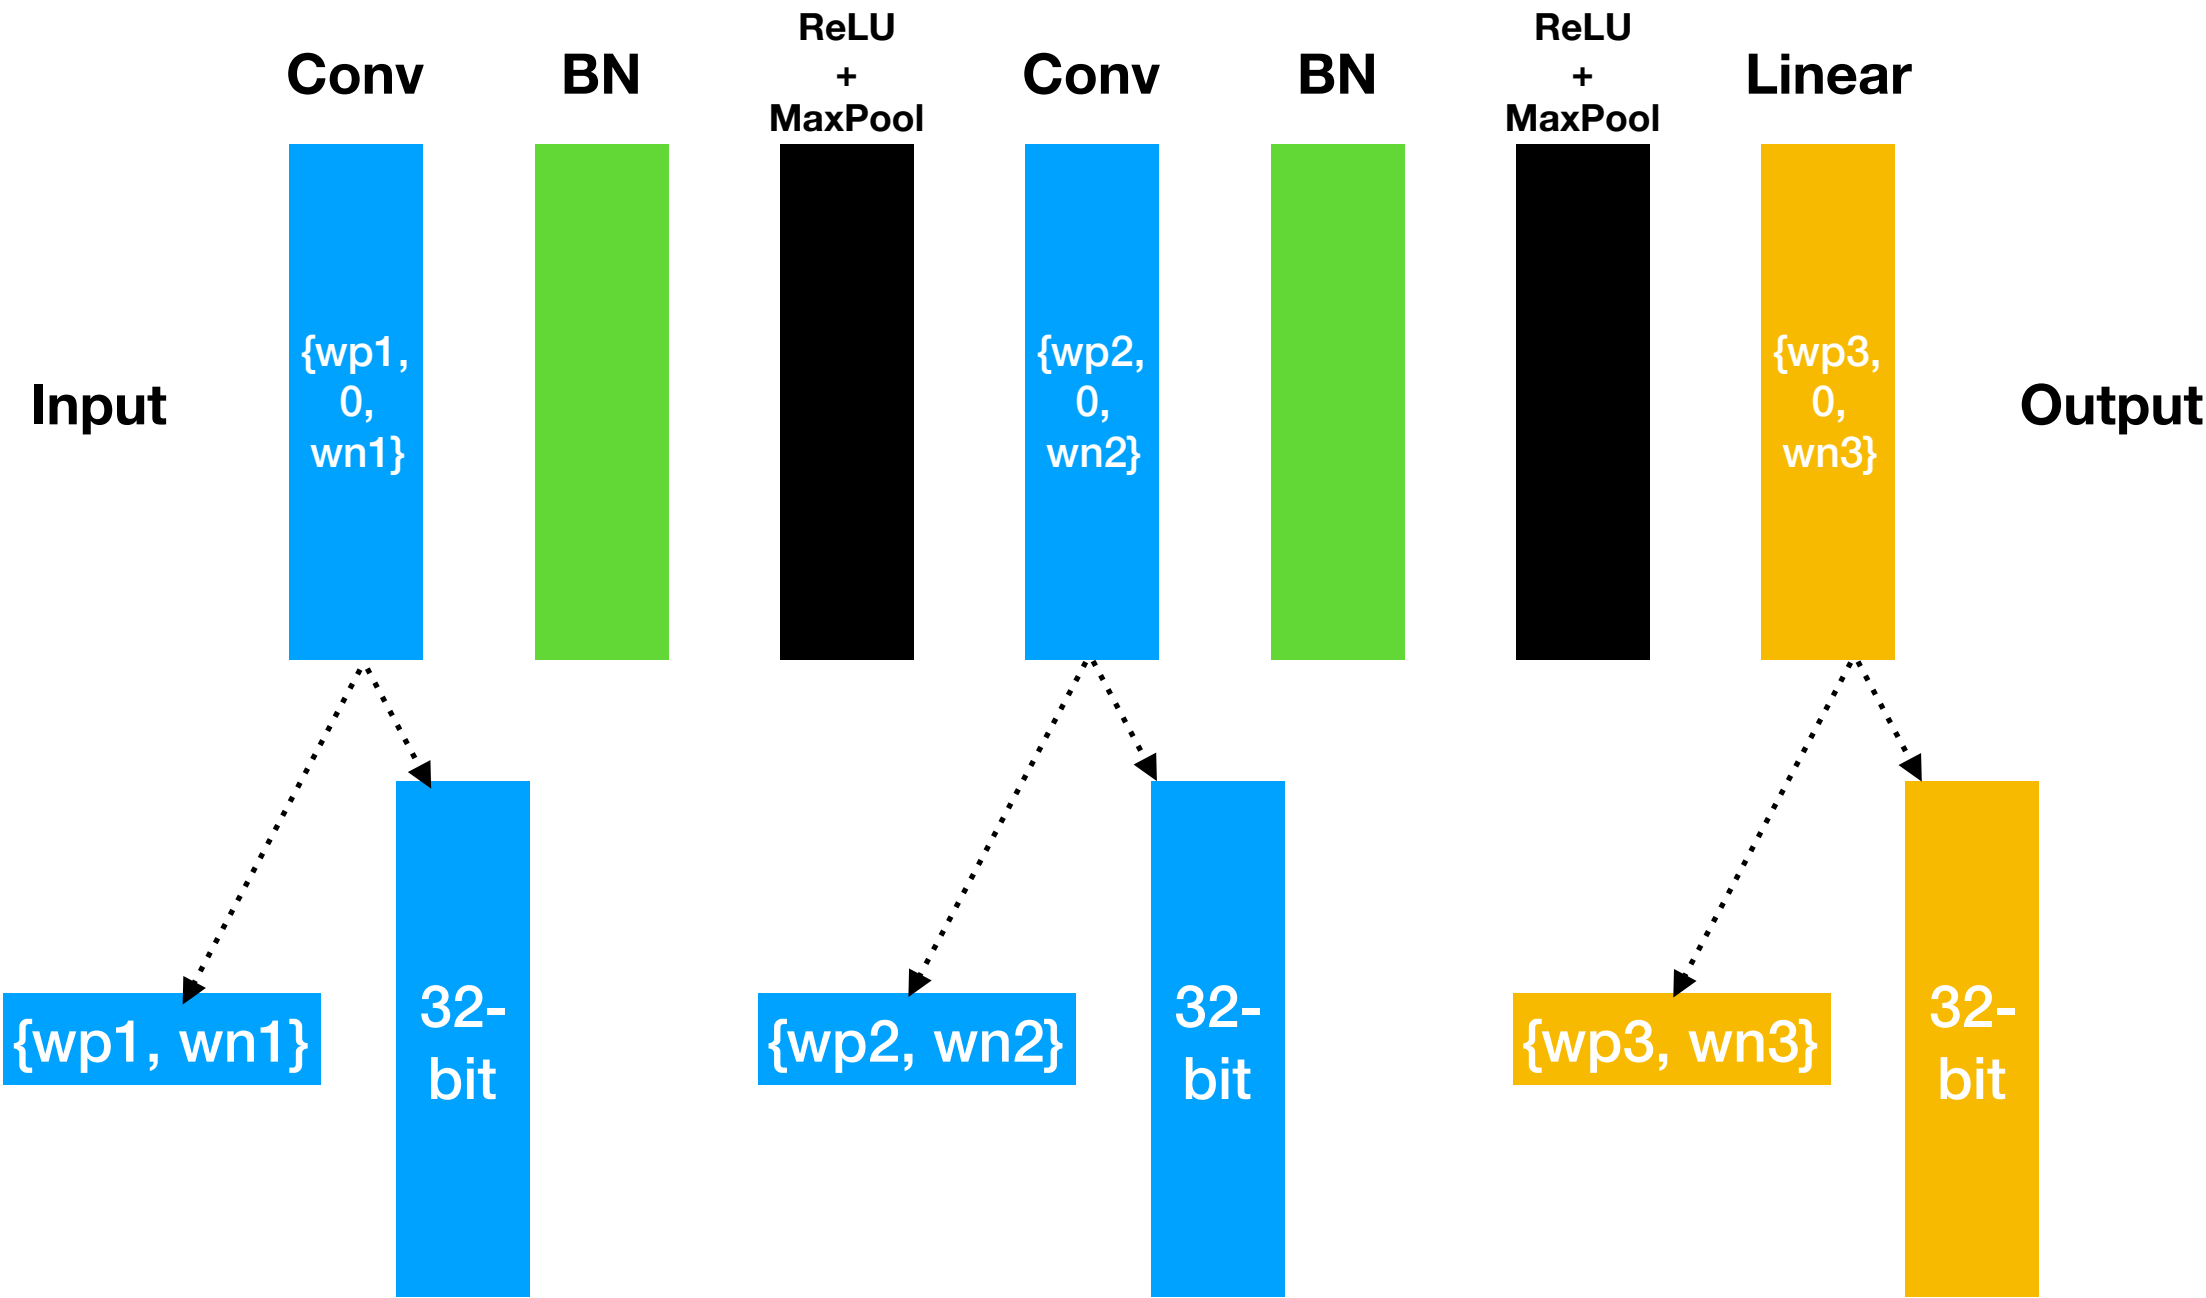 ReLU
+
MaxPool
ReLU
+
MaxPool
Conv
BN
Conv
BN
Linear
Input
{wp1,
0,
wn1}
{wp2,
0,
wn2}
{wp3,
0,
wn3}
Output
{wp1, wn1}
32-
bit
{wp2, wn2}
32-
bit
{wp3, wn3}
32-
bit